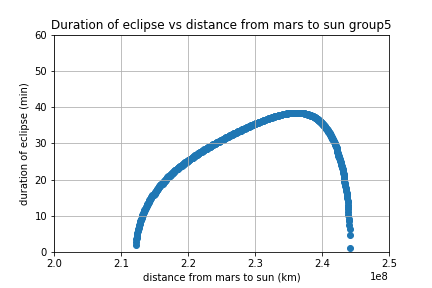 Duration of eclipse vs distance from mars to sun group5
duration of eclipse (min)
60
50
40
30
20
10
0
2.0 2.1 2.2 2.3 2.4 2.5
1e8
distance from mars to sun (km)